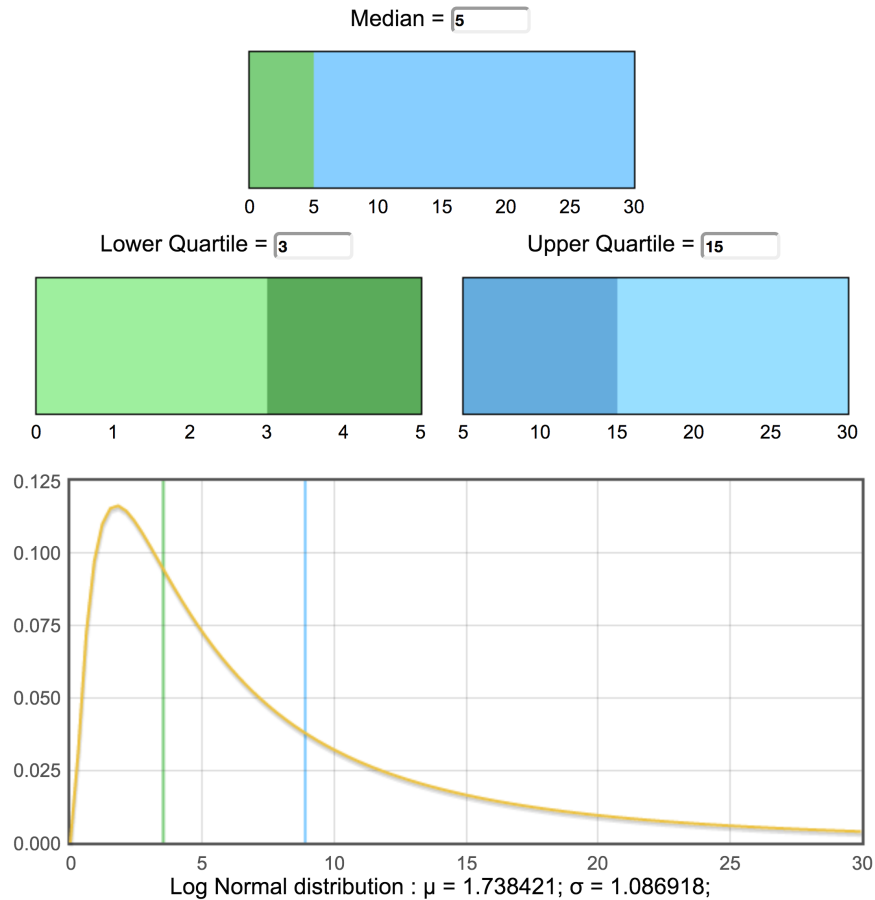 Median = 5
0 5 10 15 20 25 30
Lower Quartile = 3
Upper Quartile = 15
0 1 2 3 4 5
5 10 15 20 25 30
0.125
0.100
0.075
0.050
0.025
0.000
0 5 10 15 20 25 30
Log Normal distribution : μ = 1.738421; σ = 1.086918;